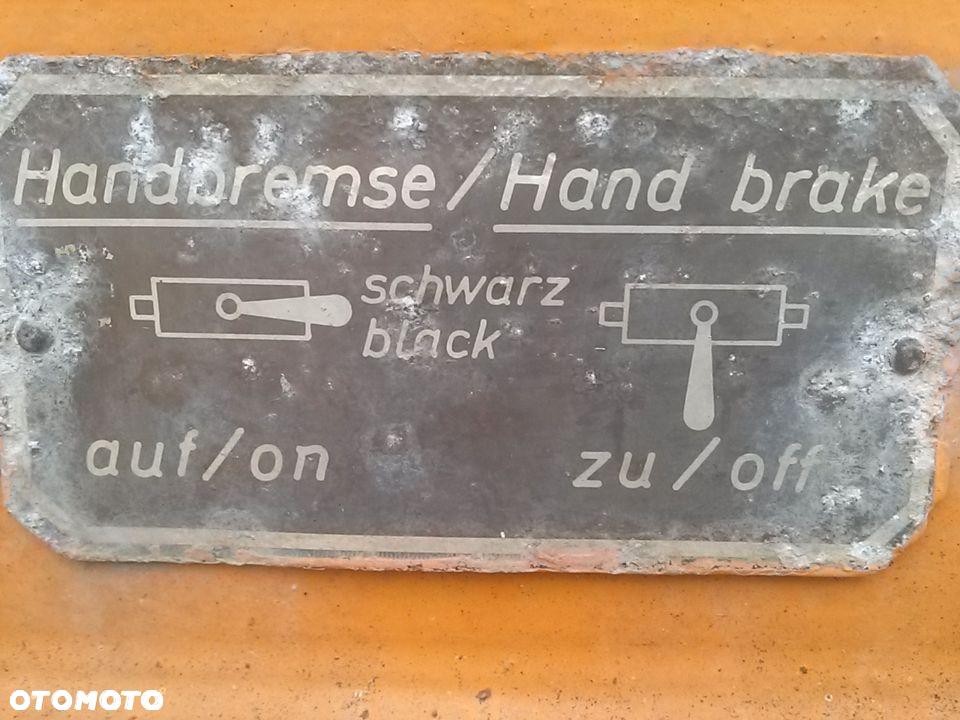 Handbremse / Hand brake
schwarz
black
auf/on
zu/off
OTOMOTO